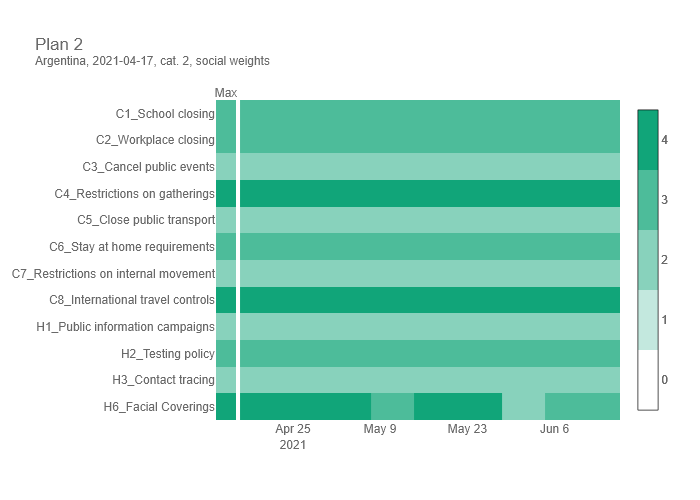 Plan 2
Argentina, 2021-04-17, cat. 2, social weights
Max
C1_School closing
C2_Workplace closing
C3_Cancel public events
C4_Restrictions on gatherings
C5_Close public transport
C6_Stay at home requirements
C7_Restrictions on internal movement
C8_International travel controls
H1_Public information campaigns
H2_Testing policy
H3_Contact tracing
H6_Facial Coverings
Apr 25 May 9 May 23 Jun 6
2021
4
3
2
1
0